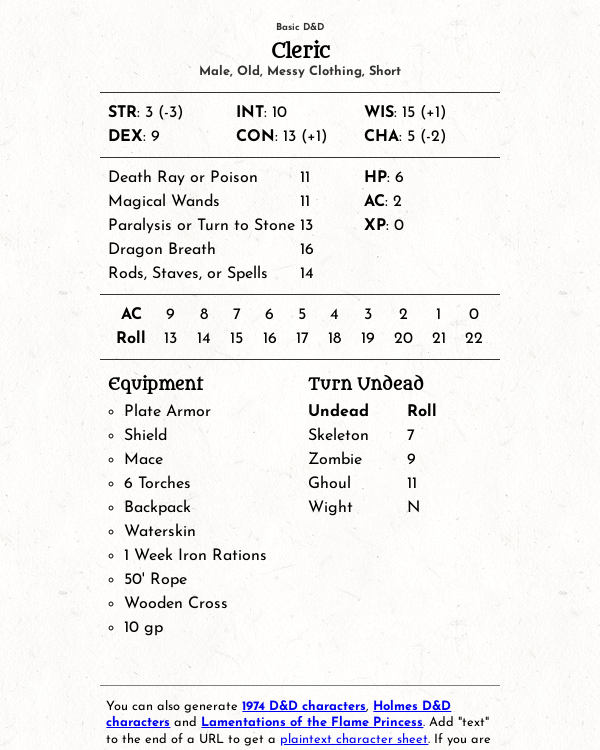 Basic D&D
Cleric
Male, Old, Messy Clothing, Short
STR: 3 (-3) INT: 10 WIS: 15 (+1)
DEX: 9 CON: 13 (+1) CHA: 5 (-2)
Death Ray or Poison 11 HP: 6
Magical Wands 11 AC: 2
Paralysis or Turn to Stone 13 XP: 0
Dragon Breath 16
Rods, Staves, or Spells 14
AC 9 8 7 6 5 4 3 2 1 0
Roll 13 14 15 16 17 18 19 20 21 22
Equipment
Plate Armor
Shield
Mace
6 Torches
Backpack
Waterskin
1 Week Iron Rations
50' Rope
Wooden Cross
10 gp
Turn Undead
Undead Roll
Skeleton 7
Zombie 9
Ghoul 11
Wight N
You can also generate 1974 D&D characters, Holmes D&D
characters and Lamentations of the Flame Princess. Add "text"
to the end of a URL to get a plaintext character sheet. If you are